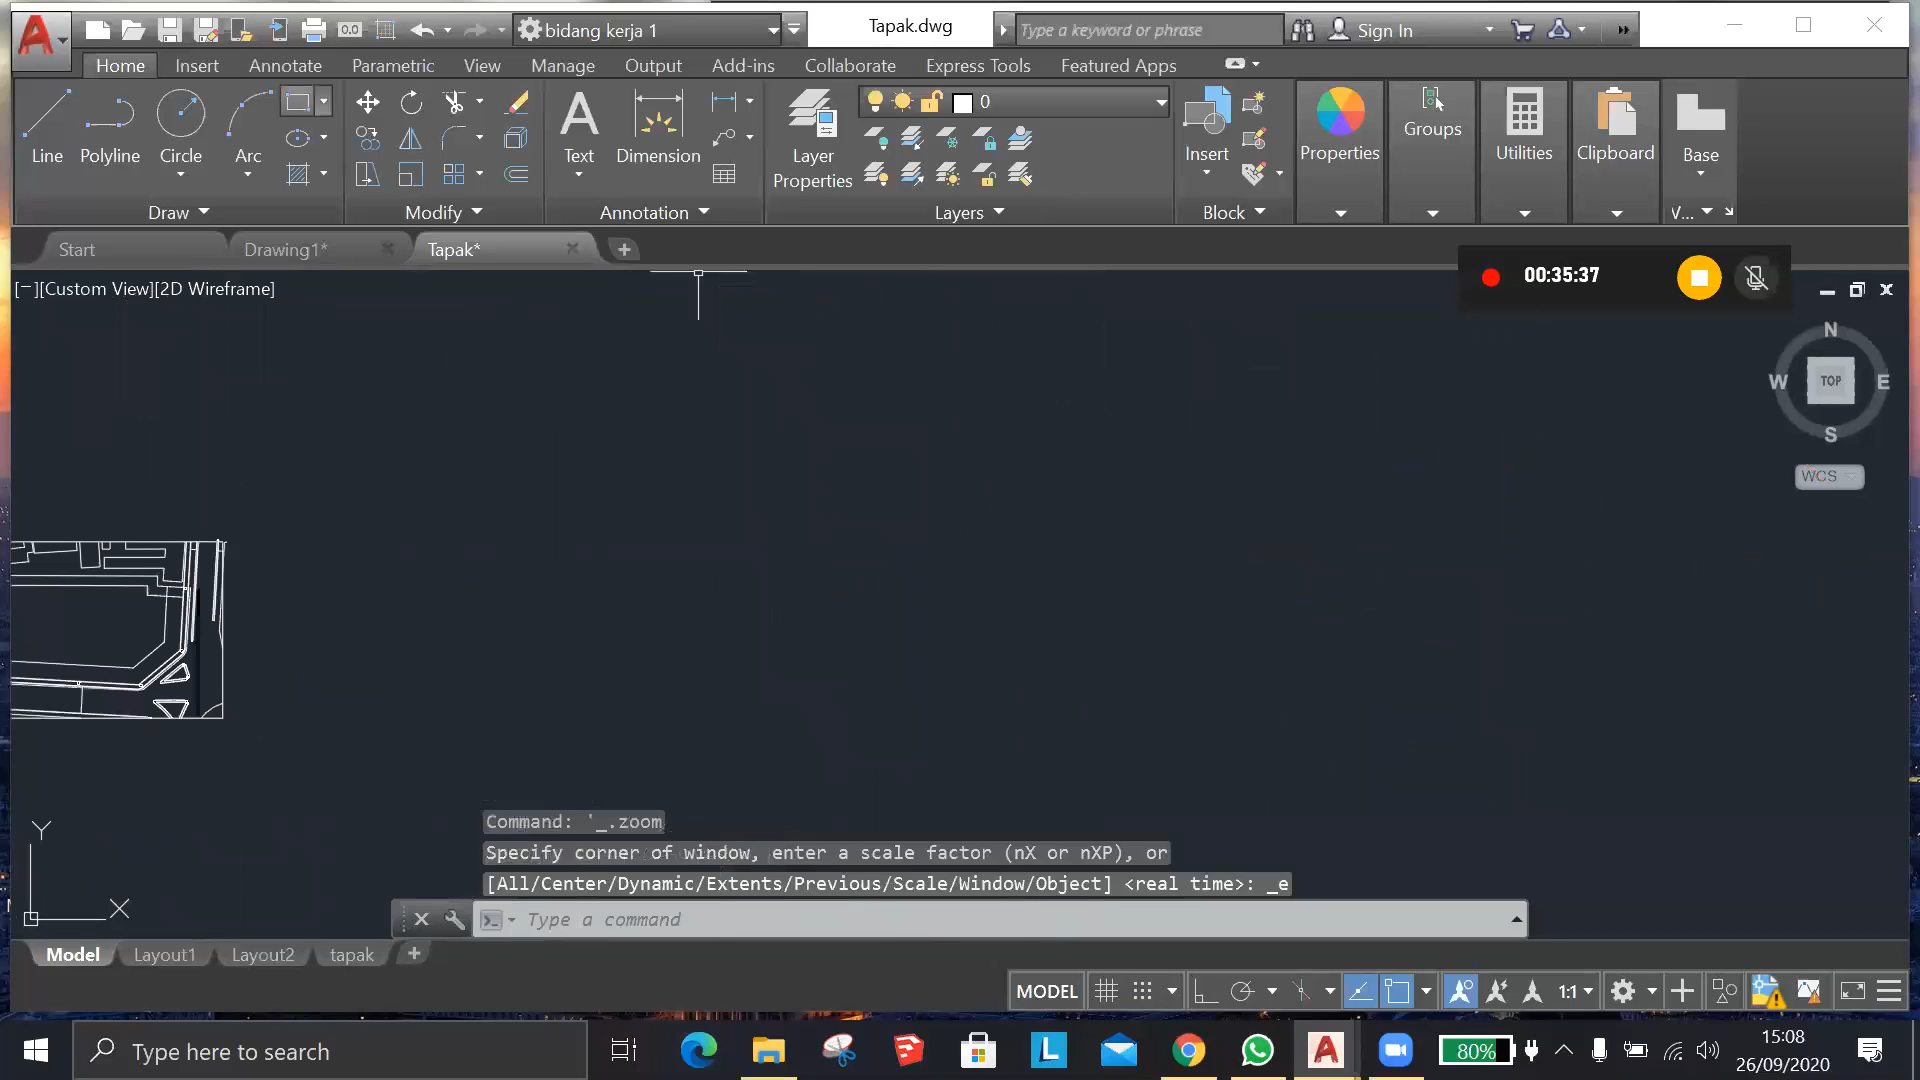 bidang kerja 1
Tapak.dwg
Type a keyword or phrase
Sign In
Home Insert Annotate Parametric View Manage Output Add-ins Collaborate Express Tools Featured Apps
0
Line Polyline Circle Arc
Text Dimension
Layer
Properties
Insert
Properties
Groups
Utilities
Clipboard
Base
Draw Modify Annotation Layers Block V...
Start Drawing1* Tapak*
00:35:37
[−][Custom View][2D Wireframe]
N
W TOP E
S
WCS
Y
X
Command: '_.zoom
Specify corner of window, enter a scale factor (nX or nXP), or
[All/Center/Dynamic/Extents/Previous/Scale/Window/Object] <real time>: _e
Type a command
Model Layout1 Layout2 tapak
MODEL 1:1
Type here to search
80%
15:08
26/09/2020